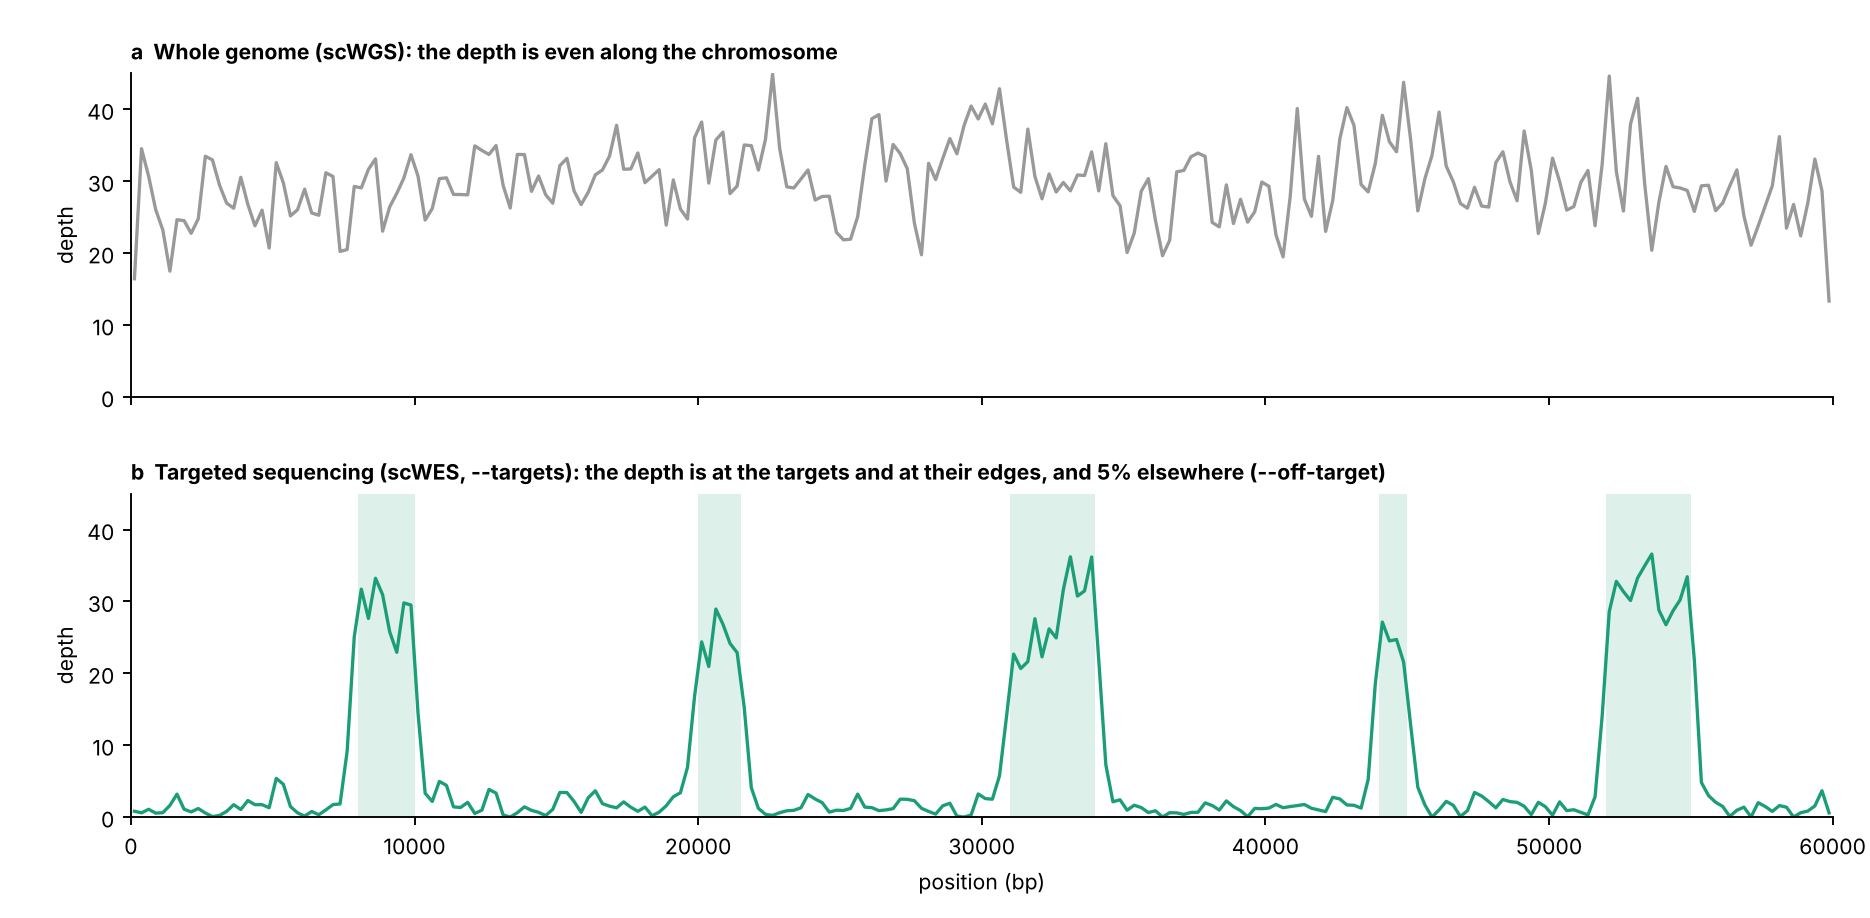 a Whole genome (scWGS): the depth is even along the chromosome
40
30
20
10
0
depth
b Targeted sequencing (scWES, --targets): the depth is at the targets and at their edges, and 5% elsewhere (--off-target)
40
30
20
10
0
depth
0 10000 20000 30000 40000 50000 60000
position (bp)